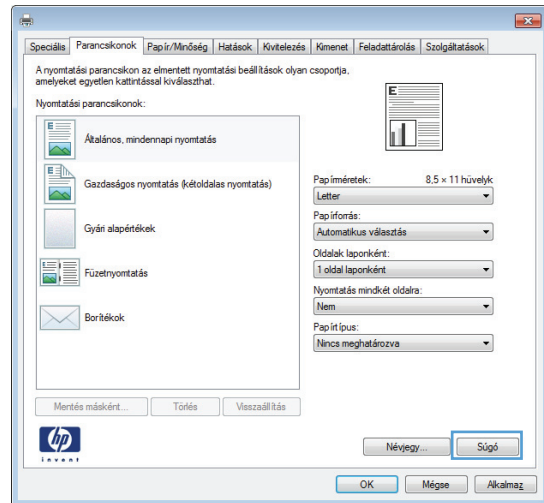 Speciális Parancsikonok Papír/Minőség Hatások Kivitelezés Kimenet Feladattárolás Szolgáltatások
A nyomtatási parancsikon az elmentett nyomtatási beállítások olyan csoportja,
amelyeket egyetlen kattintással kiválaszthat.
Nyomtatási parancsikonok:
Általános, mindennapi nyomtatás
Gazdaságos nyomtatás (kétoldalas nyomtatás)
Gyári alapértékek
Füzetnyomtatás
Borítékok
E
Papírméretek: 8,5 × 11 hüvelyk
Letter
Papírforrás:
Automatikus választás
Oldalak laponként:
1 oldal laponként
Nyomtatás mindkét oldalra:
Nem
Papírtípus:
Nincs meghatározva
Mentés másként... Törlés Visszaállítás
hp
invent
Névjegy... Súgó
OK Mégse Alkalmaz